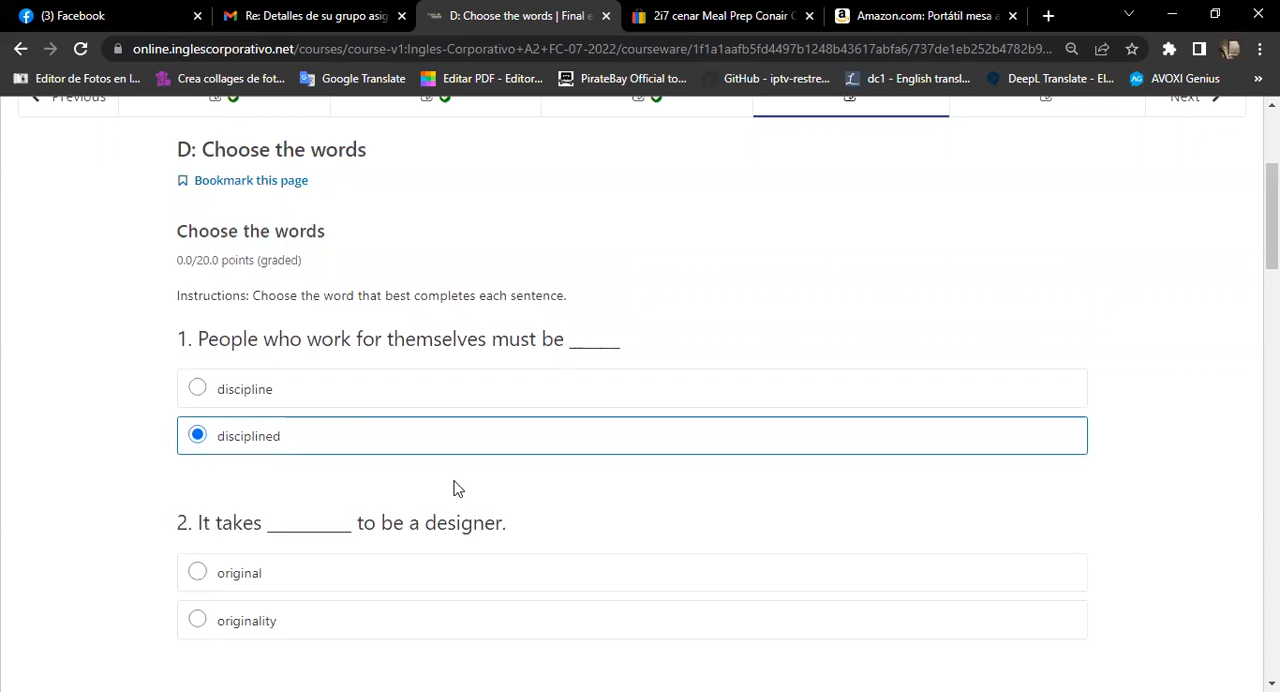 (3) Facebook
Re: Detalles de su grupo asig
D: Choose the words | Final e
2i7 cenar Meal Prep Conair C
Amazon.com: Portátil mesa a
online.inglescorporativo.net/courses/course-v1:Ingles-Corporativo+A2+FC-07-2022/courseware/1f1a1aafb5fd4497b1248b43617abfa6/737de1eb252b4782b9...
Editor de Fotos en l...
Crea collages de fot...
Google Translate
Editar PDF - Editor...
PirateBay Official to...
GitHub - iptv-restre...
dc1 - English transl...
DeepL Translate - El...
AVOXI Genius
»
Previous
Next
D: Choose the words
Bookmark this page
Choose the words
0.0/20.0 points (graded)
Instructions: Choose the word that best completes each sentence.
1. People who work for themselves must be _____
discipline
disciplined
2. It takes ________ to be a designer.
original
originality